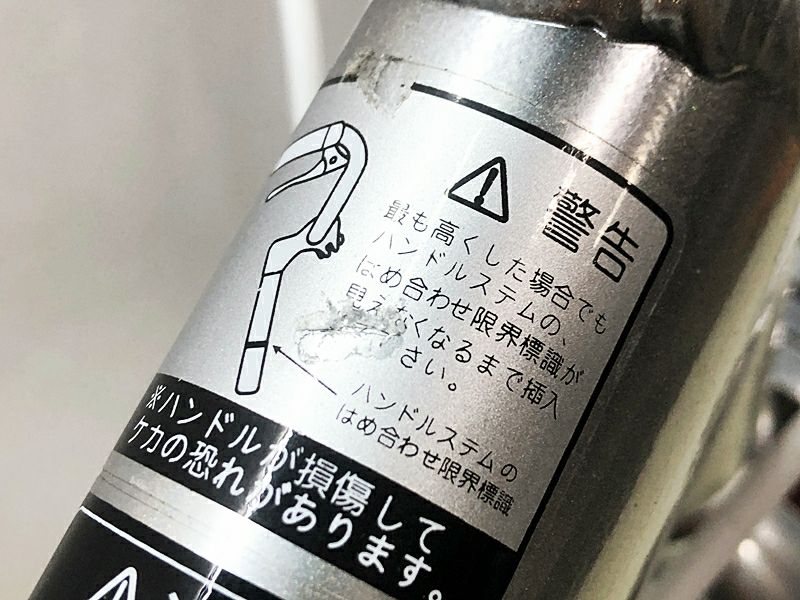 警告
最も高くした場合でも
ハンドルステムの、
はめ合わせ限界標識が
見えなくなるまで挿入
さい。
ハンドルステムの
はめ合わせ限界標識
※ハンドルが損傷して
ケガの恐れがあります。